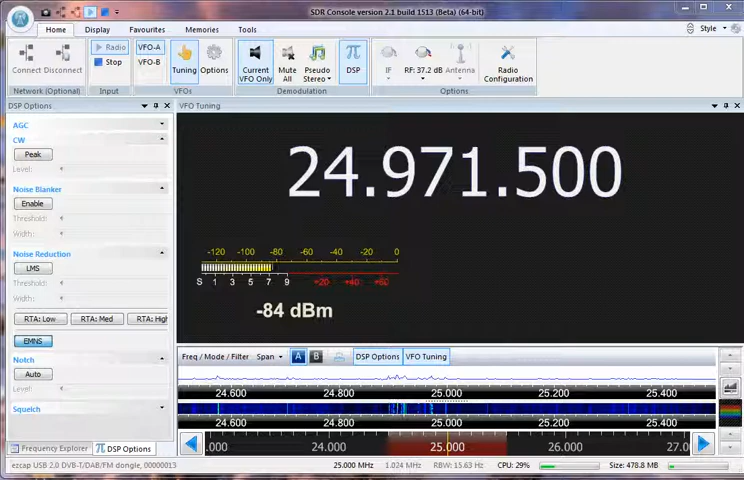 SDR Console version 2.1 build 1513 (Beta) (64-bit)
Home Display Favourites Memories Tools Style
Radio VFO-A Current VFO Only
Connect Disconnect Stop VFO-B Tuning Options Mute All Pseudo Stereo DSP IF RF: 37.2 dB Antenna Radio Configuration
Network (Optional) Input VFOs Demodulation Options
DSP Options VFO Tuning
AGC
CW
Peak
Level:
Noise Blanker
Enable
Threshold:
Width:
Noise Reduction
LMS
Threshold:
Width:
RTA: Low RTA: Med RTA: High
EMNS
Notch
Auto
Level:
Squelch
Frequency Explorer DSP Options
24.971.500
-120 -100 -80 -60 -40 -20 0
S 1 3 5 7 9 +20 +40 +60
-84 dBm
Freq / Mode / Filter Span A B DSP Options VFO Tuning
24.600 24.800 25.000 25.200 25.400
24.600 24.800 25.000 25.200 25.400
.000 24.000 25.000 26.000 27.0
ezcap USB 2.0 DVB-T/DAB/FM dongle, 00000013 25.000 MHz 1.024 MHz RBW: 15.63 Hz CPU: 29% Size: 478.8 MB